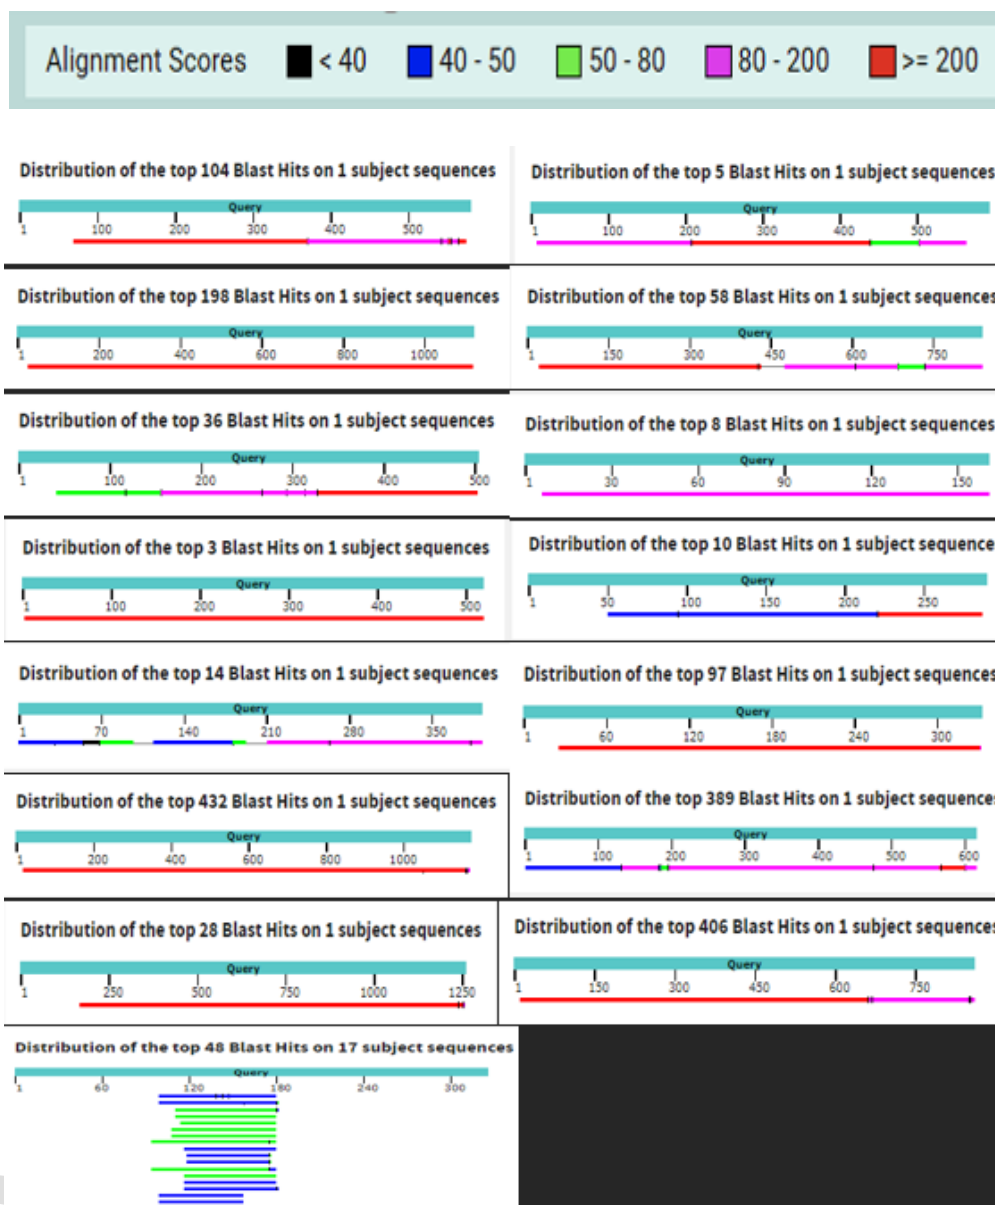 Alignment Scores < 40 40 - 50 50 - 80 80 - 200 >= 200
Distribution of the top 104 Blast Hits on 1 subject sequences
Query
1 100 200 300 400 500
Distribution of the top 5 Blast Hits on 1 subject sequences
Query
1 100 200 300 400 500
Distribution of the top 198 Blast Hits on 1 subject sequences
Query
1 200 400 600 800 1000
Distribution of the top 58 Blast Hits on 1 subject sequences
Query
1 150 300 450 600 750
Distribution of the top 36 Blast Hits on 1 subject sequences
Query
1 100 200 300 400 500
Distribution of the top 8 Blast Hits on 1 subject sequences
Query
1 30 60 90 120 150
Distribution of the top 3 Blast Hits on 1 subject sequences
Query
1 100 200 300 400 500
Distribution of the top 10 Blast Hits on 1 subject sequence
Query
1 50 100 150 200 250
Distribution of the top 14 Blast Hits on 1 subject sequences
Query
1 70 140 210 280 350
Distribution of the top 97 Blast Hits on 1 subject sequences
Query
1 60 120 180 240 300
Distribution of the top 432 Blast Hits on 1 subject sequences
Query
1 200 400 600 800 1000
Distribution of the top 389 Blast Hits on 1 subject sequences
Query
1 100 200 300 400 500 600
Distribution of the top 28 Blast Hits on 1 subject sequences
Query
1 250 500 750 1000 1250
Distribution of the top 406 Blast Hits on 1 subject sequences
Query
1 150 300 450 600 750
Distribution of the top 48 Blast Hits on 17 subject sequences
Query
1 60 120 180 240 300